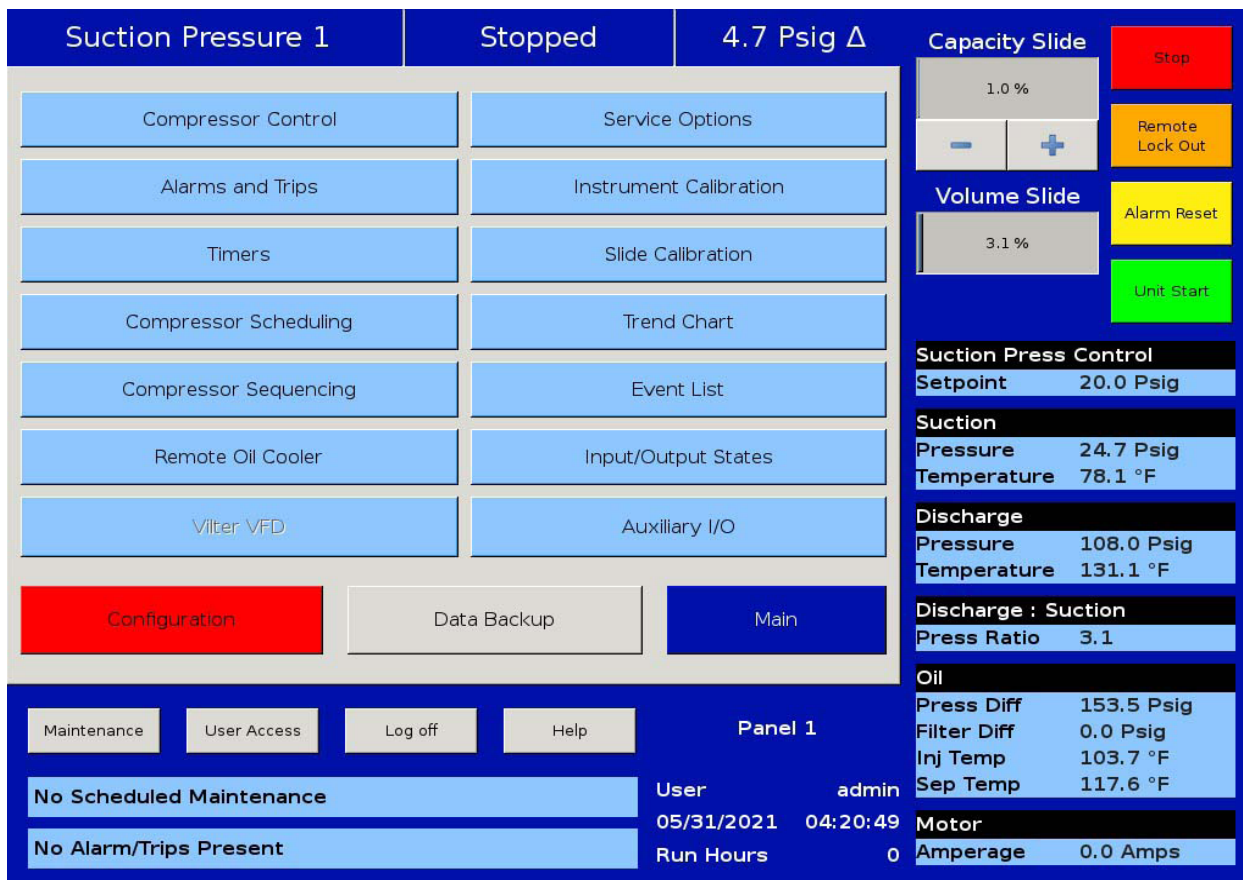 Suction Pressure 1 Stopped 4.7 Psig Δ
Compressor Control Service Options
Alarms and Trips Instrument Calibration
Timers Slide Calibration
Compressor Scheduling Trend Chart
Compressor Sequencing Event List
Remote Oil Cooler Input/Output States
Vilter VFD Auxiliary I/O
Configuration Data Backup Main
Maintenance User Access Log off Help Panel 1
No Scheduled Maintenance
No Alarm/Trips Present
User admin
05/31/2021 04:20:49
Run Hours 0
Capacity Slide
1.0 %
Volume Slide
3.1 %
Stop
Remote
Lock Out
Alarm Reset
Unit Start
Suction Press Control
Setpoint 20.0 Psig
Suction
Pressure 24.7 Psig
Temperature 78.1 °F
Discharge
Pressure 108.0 Psig
Temperature 131.1 °F
Discharge : Suction
Press Ratio 3.1
Oil
Press Diff 153.5 Psig
Filter Diff 0.0 Psig
Inj Temp 103.7 °F
Sep Temp 117.6 °F
Motor
Amperage 0.0 Amps